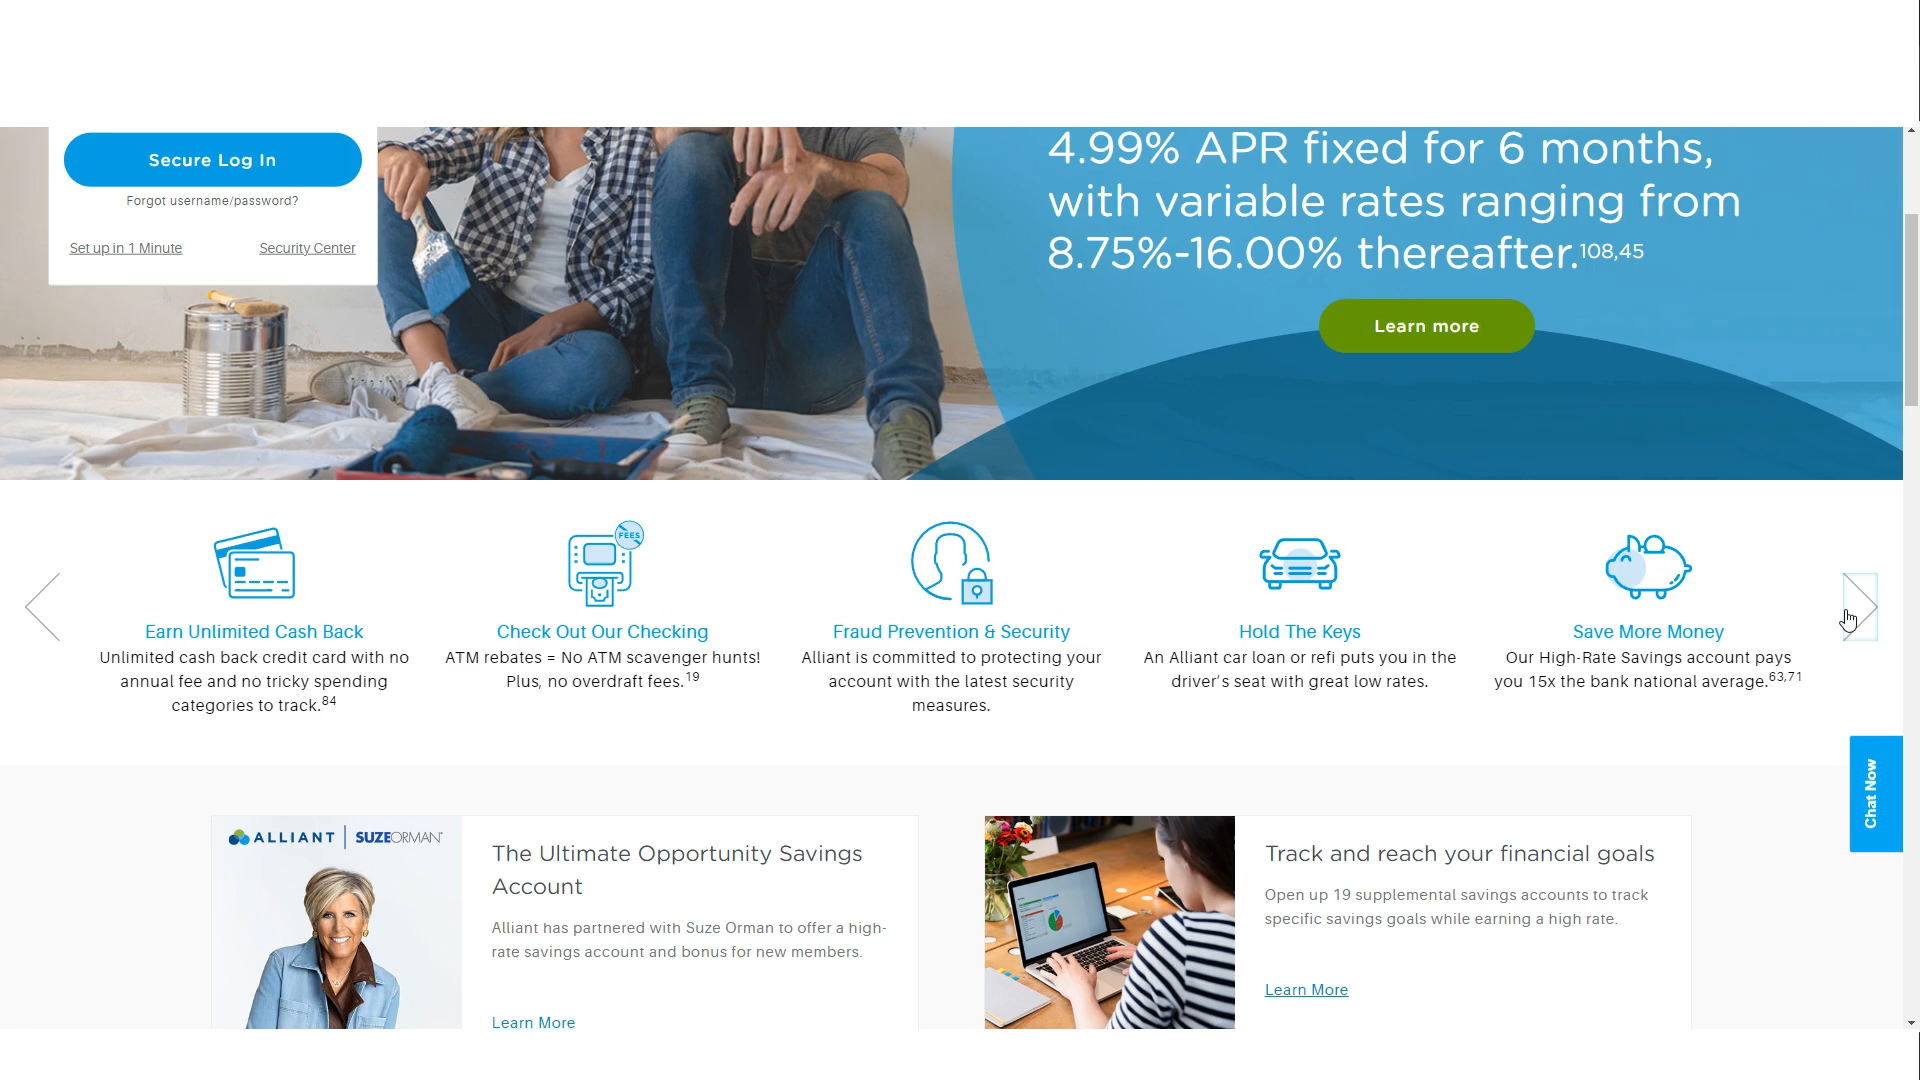 Secure Log In
Forgot username/password?
Set up in 1 Minute
Security Center
4.99% APR fixed for 6 months,
with variable rates ranging from
8.75%-16.00% thereafter.108,45
Learn more
FEES
Earn Unlimited Cash Back
Unlimited cash back credit card with no
annual fee and no tricky spending
categories to track.84
Check Out Our Checking
ATM rebates = No ATM scavenger hunts!
Plus, no overdraft fees.19
Fraud Prevention & Security
Alliant is committed to protecting your
account with the latest security
measures.
Hold The Keys
An Alliant car loan or refi puts you in the
driver's seat with great low rates.
Save More Money
Our High-Rate Savings account pays
you 15x the bank national average.63,71
Chat Now
ALLIANT | SUZEORMAN
The Ultimate Opportunity Savings
Account
Alliant has partnered with Suze Orman to offer a high-
rate savings account and bonus for new members.
Learn More
Track and reach your financial goals
Open up 19 supplemental savings accounts to track
specific savings goals while earning a high rate.
Learn More